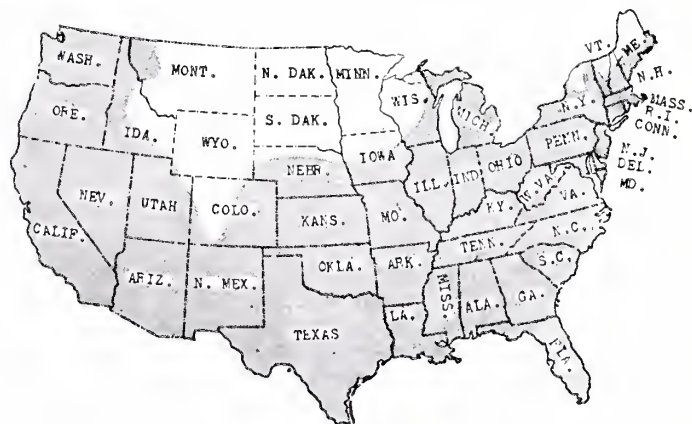 WASH.
MONT.
N. DAK.
MINN.
VT.
ME.
N.H.
MASS.
R.I.
CONN.
ORE.
IDA.
WYO.
S. DAK.
WIS.
MICH.
N.Y.
PENN.
N.J.
DEL.
MD.
NEV.
UTAH
COLO.
NEBR.
IOWA
ILL.
IND.
OHIO
W.VA.
VA.
CALIF.
KANS.
MO.
KY.
N.C.
TENN.
S.C.
ARIZ.
N. MEX.
OKLA.
ARK.
MISS.
ALA.
GA.
TEXAS
LA.
FLA.